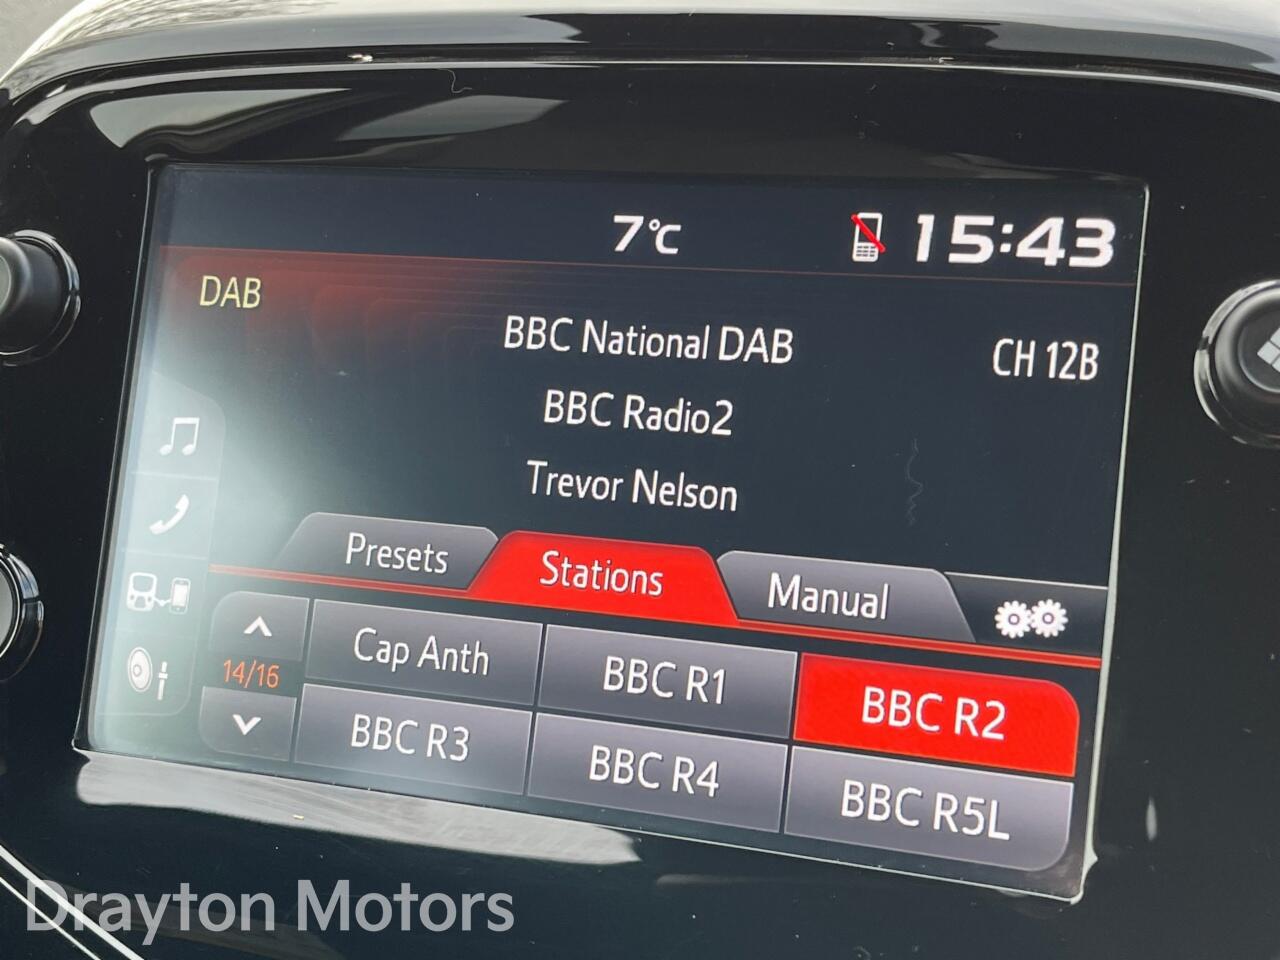 7°C 15:43
DAB
BBC National DAB CH 12B
BBC Radio2
Trevor Nelson
Presets Stations Manual
14/16
Cap Anth BBC R1 BBC R2
BBC R3 BBC R4 BBC R5L
Drayton Motors